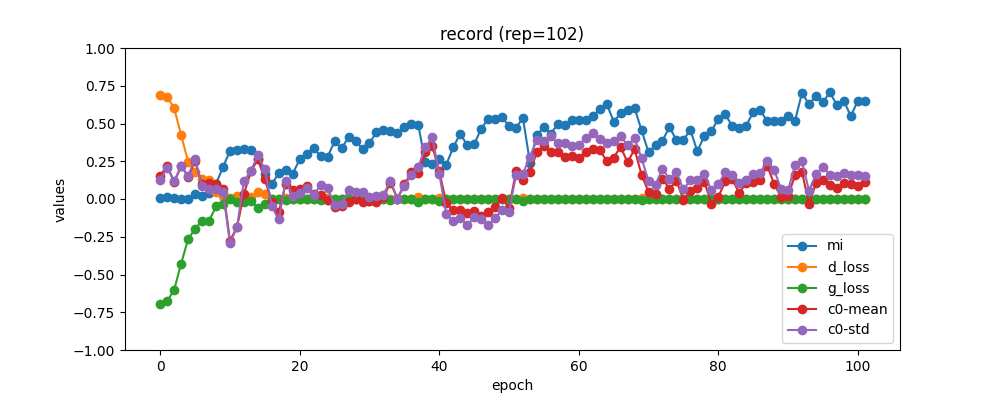 record (rep=102)
1.00
0.75
0.50
0.25
0.00
−0.25
−0.50
−0.75
−1.00
values
0
20
40
60
80
100
epoch
mi
d_loss
g_loss
c0-mean
c0-std